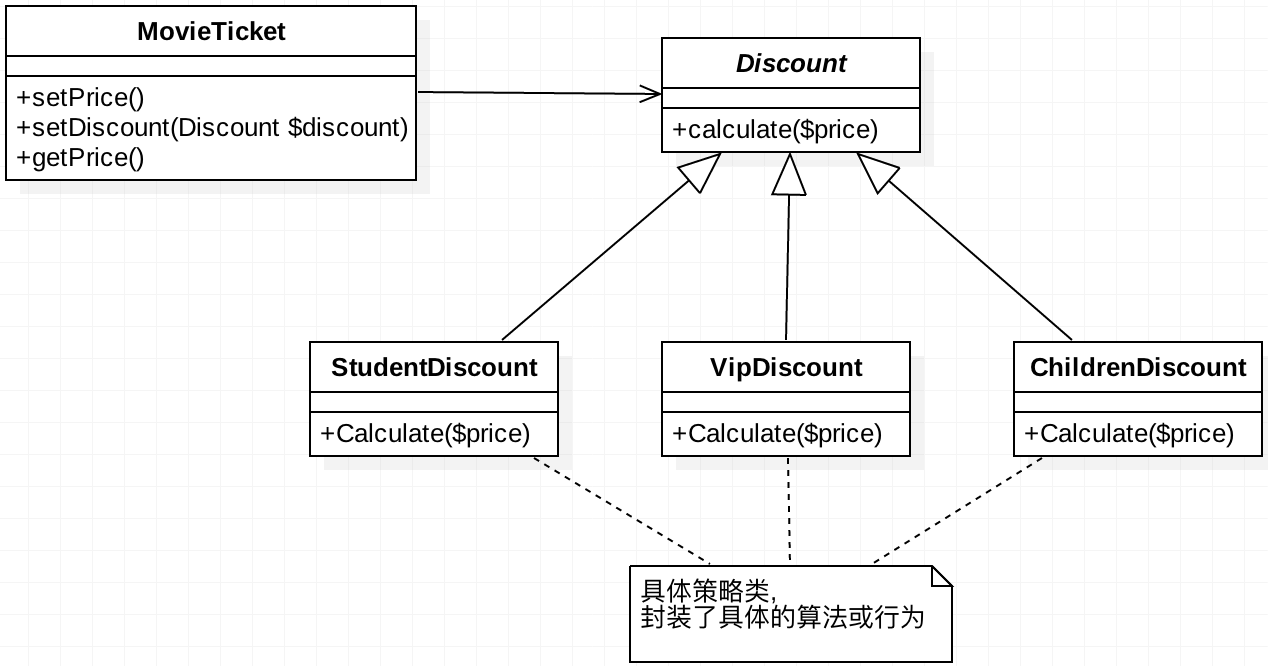 MovieTicket
+setPrice()
+setDiscount(Discount $discount)
+getPrice()
Discount
+calculate($price)
StudentDiscount
+Calculate($price)
VipDiscount
+Calculate($price)
ChildrenDiscount
+Calculate($price)
具体策略类,
封装了具体的算法或行为